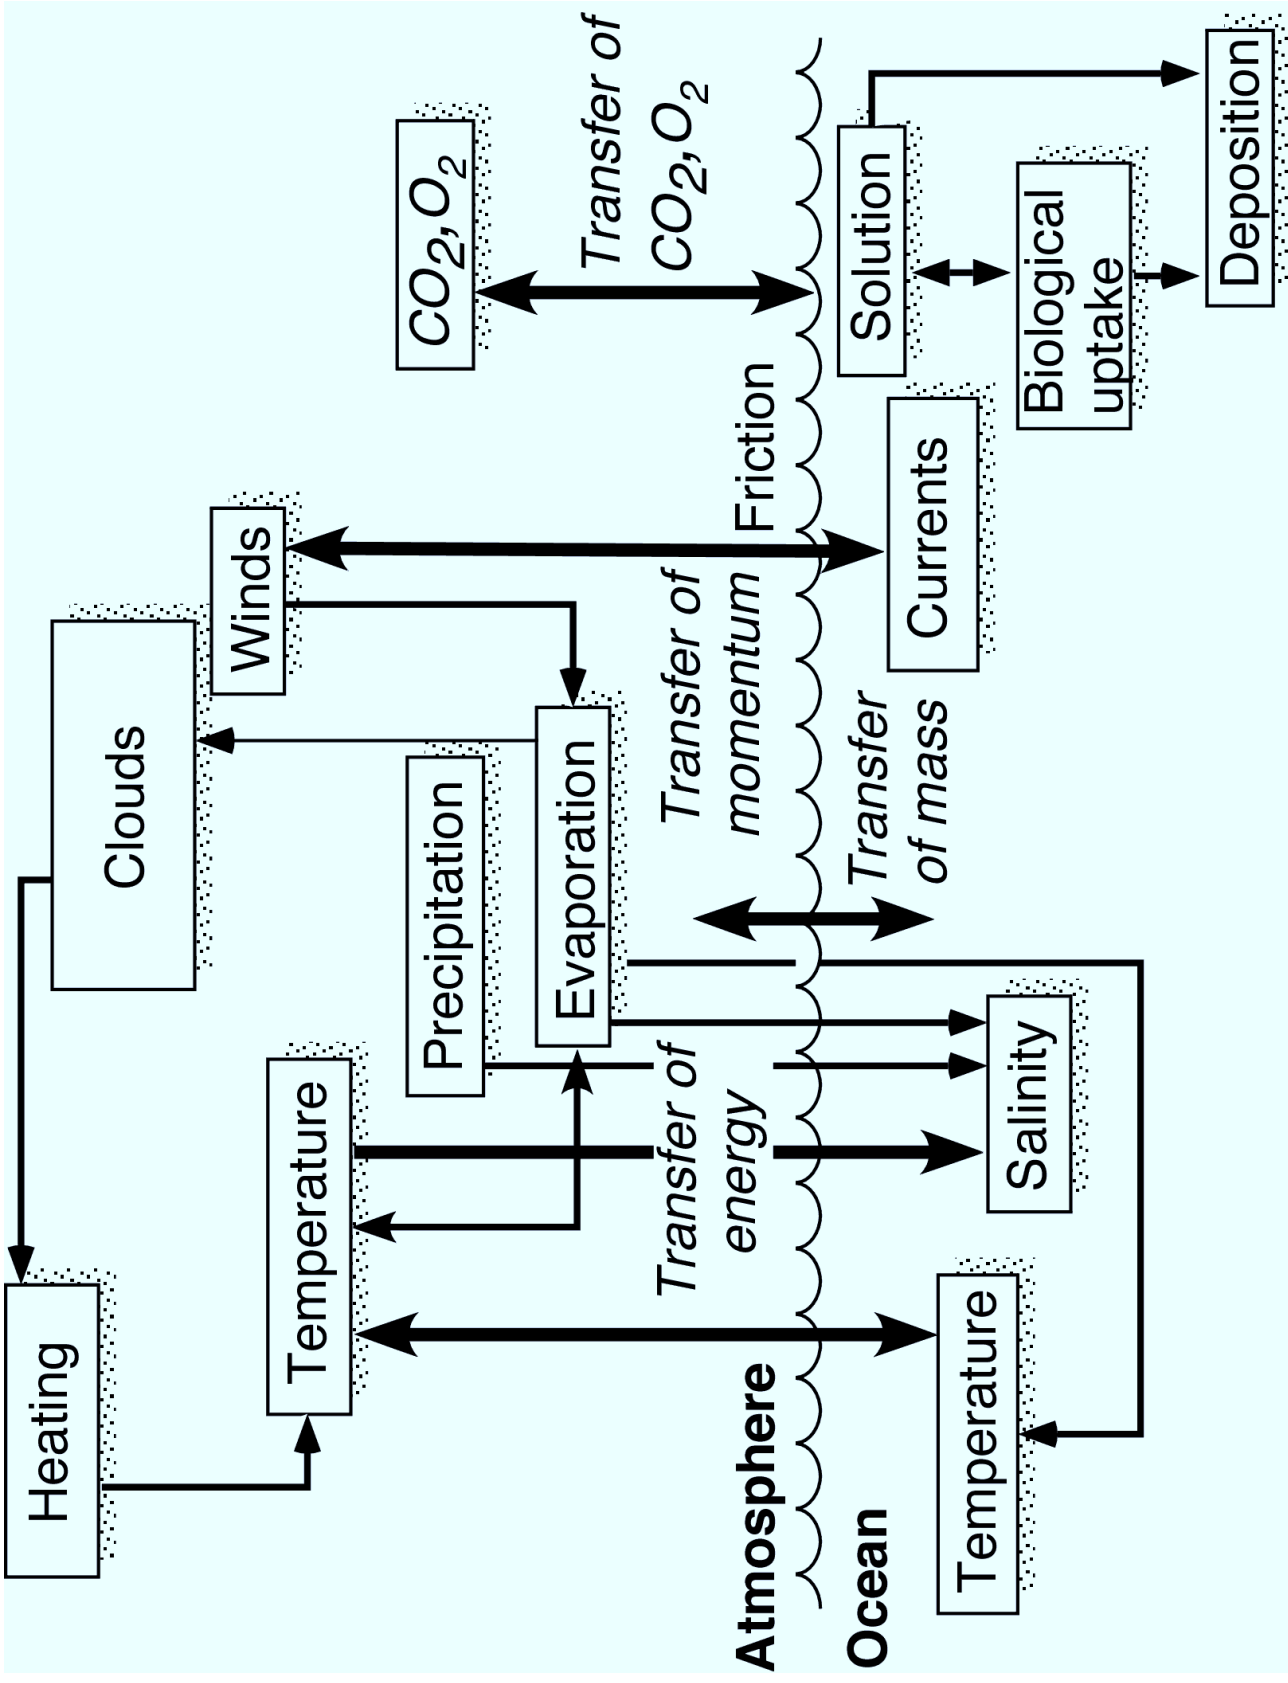 Heating
Clouds
Winds
Temperature
CO2,O2
Precipitation
Evaporation
Transfer of
CO2,O2
Transfer of
energy
Transfer of
momentum
Friction
Atmosphere
Ocean
Transfer
of mass
Temperature
Salinity
Currents
Solution
Biological
uptake
Deposition